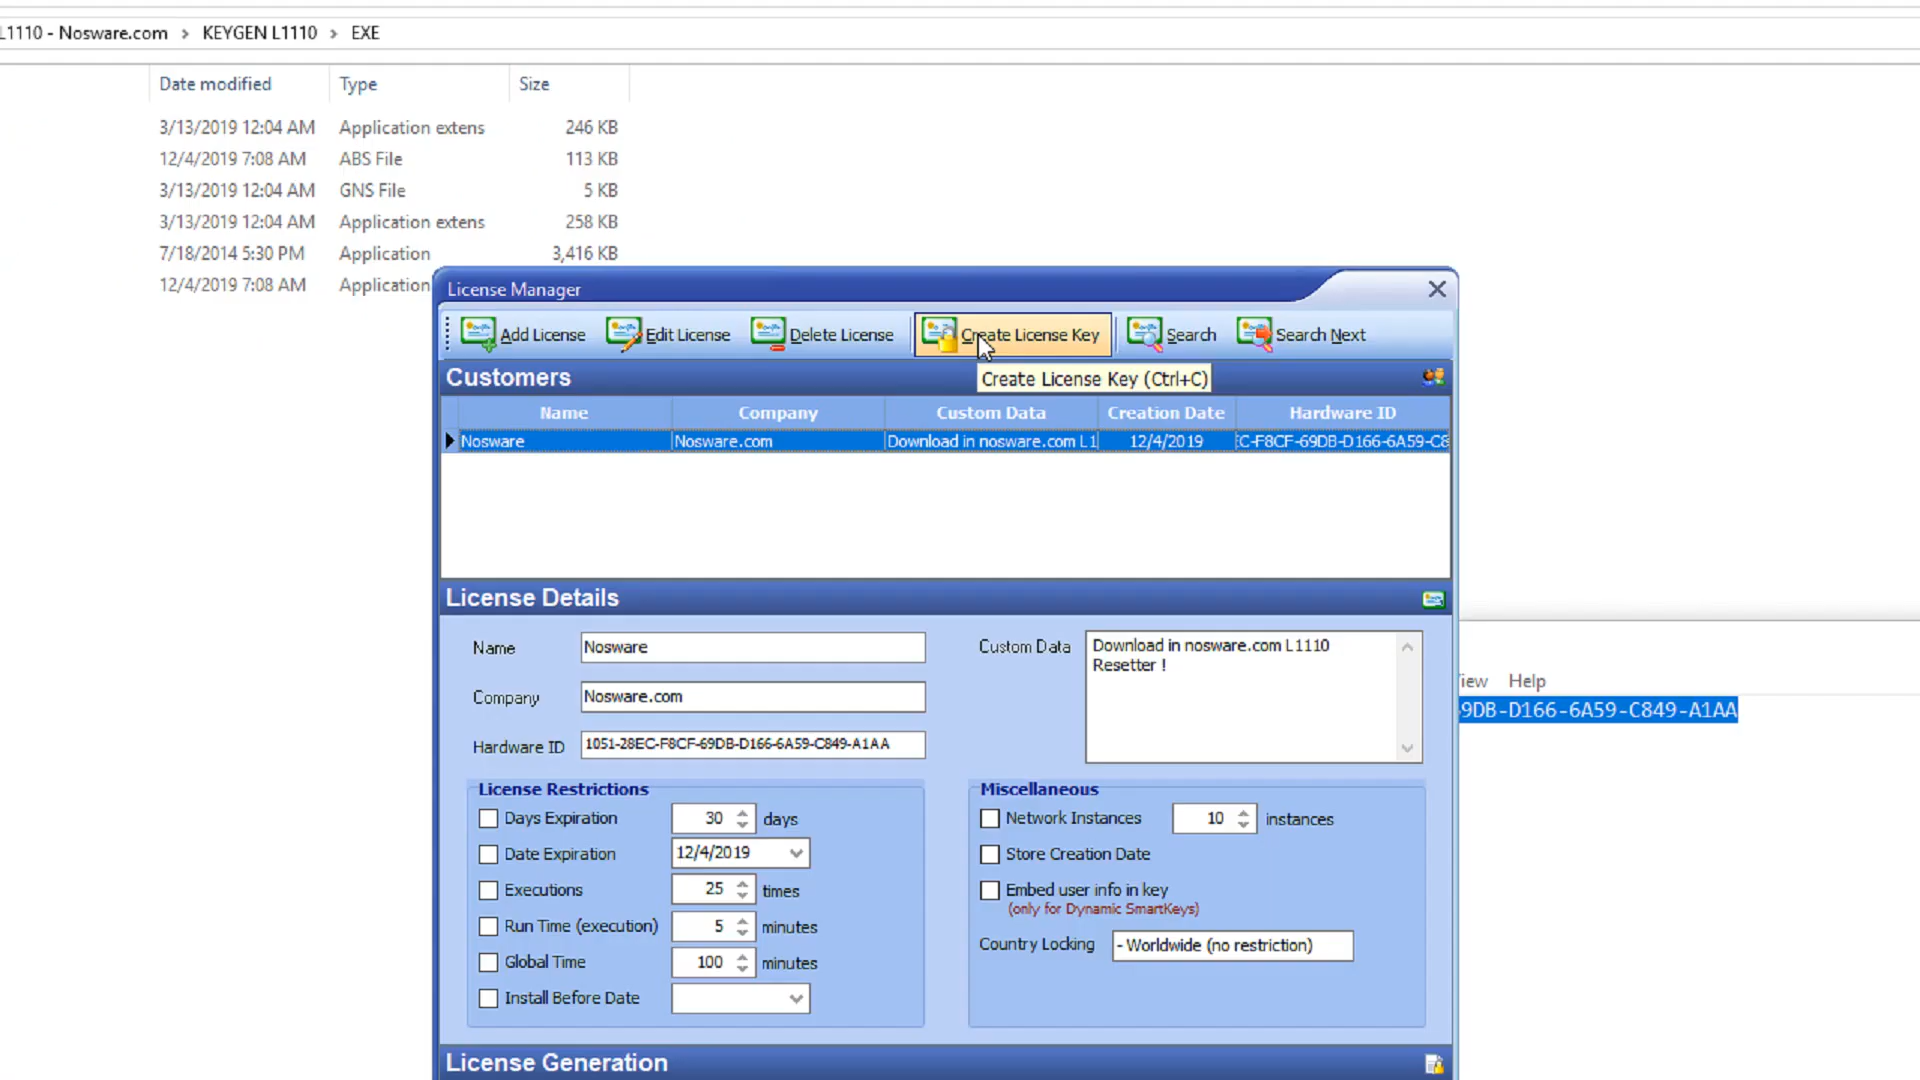 L1110 - Nosware.com > KEYGEN L1110 > EXE
Date modified Type Size
3/13/2019 12:04 AM Application extens 246 KB
12/4/2019 7:08 AM ABS File 113 KB
3/13/2019 12:04 AM GNS File 5 KB
3/13/2019 12:04 AM Application extens 258 KB
7/18/2014 5:30 PM Application 3,416 KB
12/4/2019 7:08 AM Application
License Manager
Add License Edit License Delete License Create License Key Search Search Next
Create License Key (Ctrl+C)
Customers
Name Company Custom Data Creation Date Hardware ID
Nosware Nosware.com Download in nosware.com L1 12/4/2019 C-F8CF-69DB-D166-6A59-C8
License Details
Name Nosware
Company Nosware.com
Hardware ID 1051-28EC-F8CF-69DB-D166-6A59-C849-A1AA
Custom Data Download in nosware.com L1110
Resetter !
iew Help
9DB-D166-6A59-C849-A1AA
License Restrictions
Days Expiration 30 days
Date Expiration 12/4/2019
Executions 25 times
Run Time (execution) 5 minutes
Global Time 100 minutes
Install Before Date
Miscellaneous
Network Instances 10 instances
Store Creation Date
Embed user info in key
(only for Dynamic SmartKeys)
Country Locking - Worldwide (no restriction)
License Generation